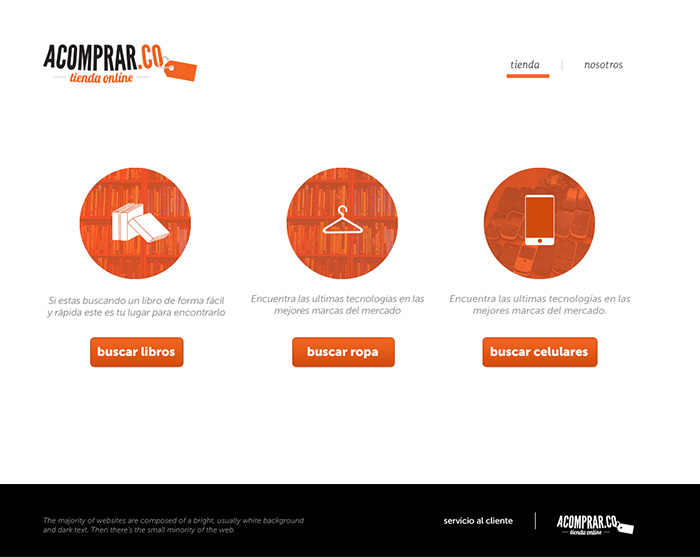 ACOMPRAR.CO
tienda online
tienda
nosotros
Si estas buscando un libro de forma fácil
y rápida este es tu lugar para encontrarlo
buscar libros
Encuentra las ultimas tecnologias en las
mejores marcas del mercado
buscar ropa
Encuentra las ultimas tecnologias en las
mejores marcas del mercado.
buscar celulares
The majority of websites are composed of a bright, usually white background
and dark text. Then there's the small minority of the web.
servicio al cliente
ACOMPRAR.CO
tienda online